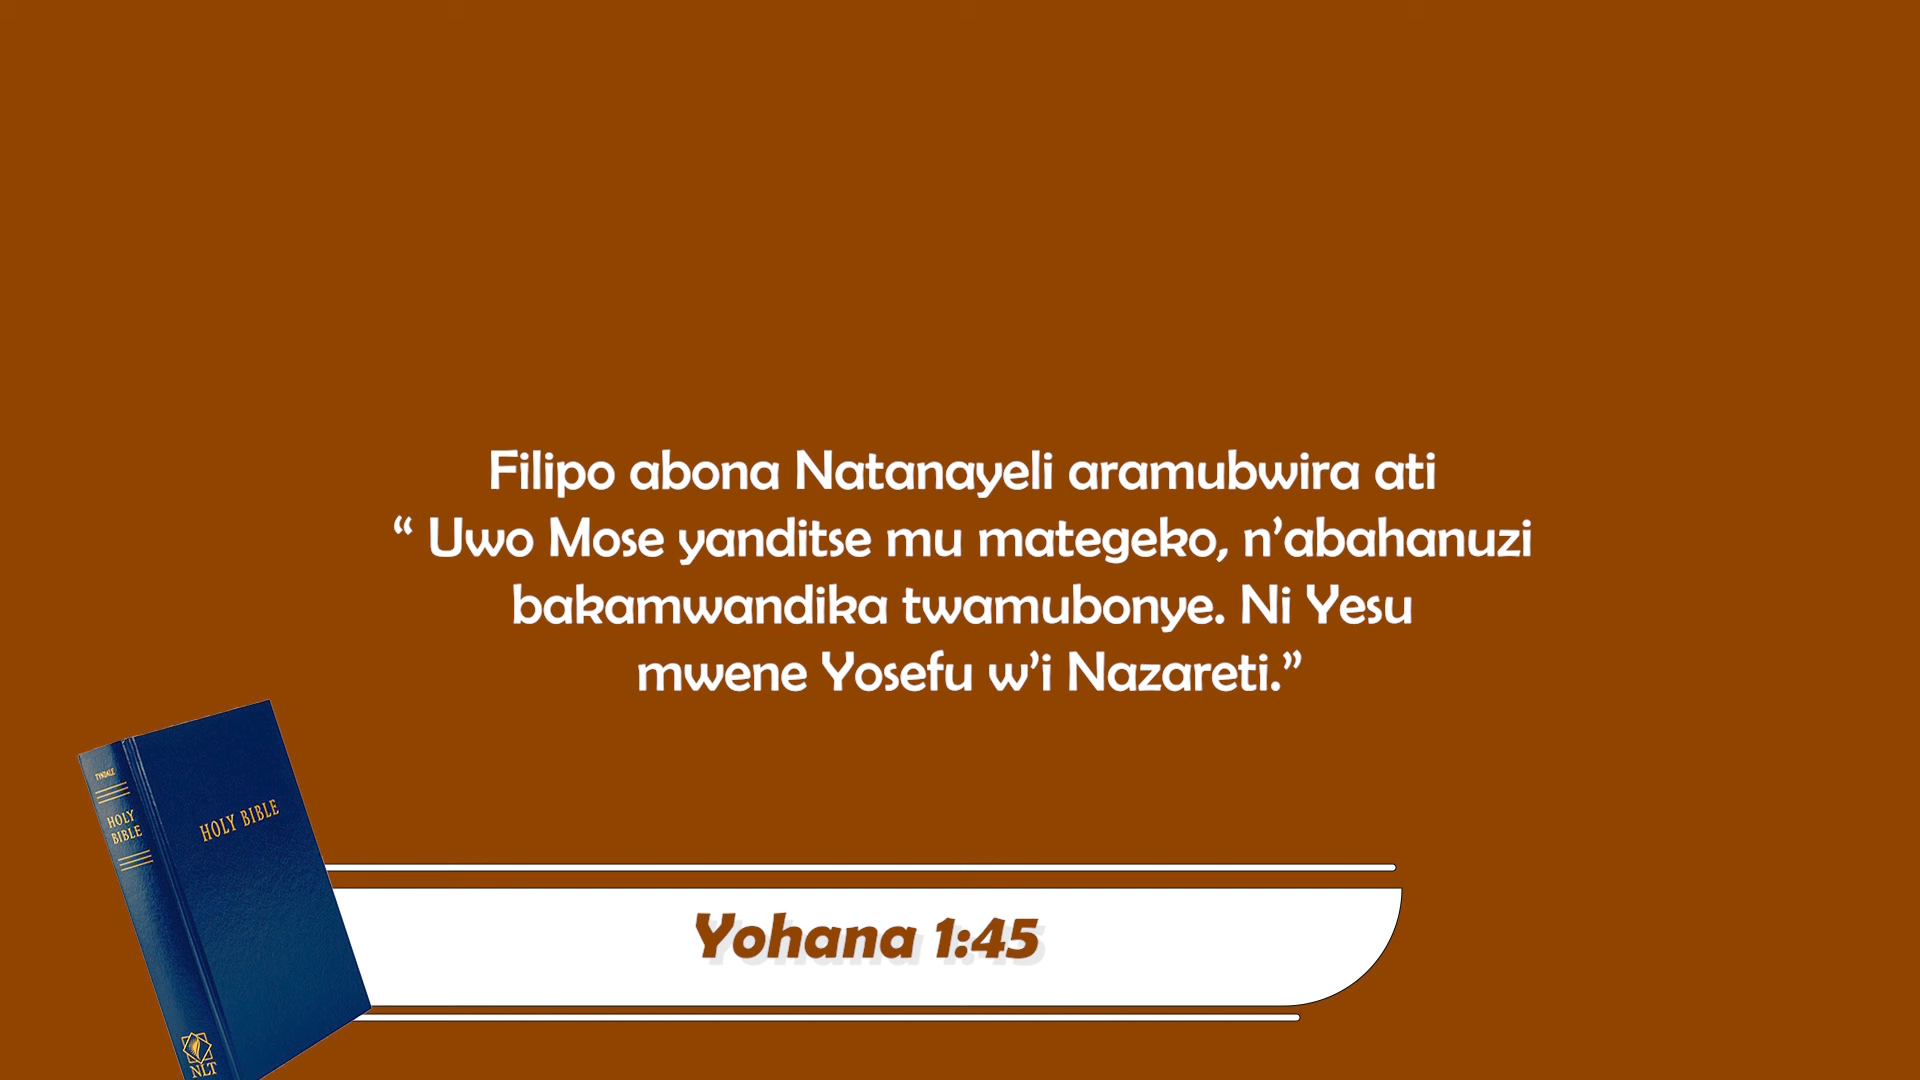 Filipo abona Natanayeli aramubwira ati
“ Uwo Mose yanditse mu mategeko, n’abahanuzi
bakamwandika twamubonye. Ni Yesu
mwene Yosefu w’i Nazareti.”
TYNDALE
HOLY
BIBLE
HOLY BIBLE
NLT
Yohana 1:45